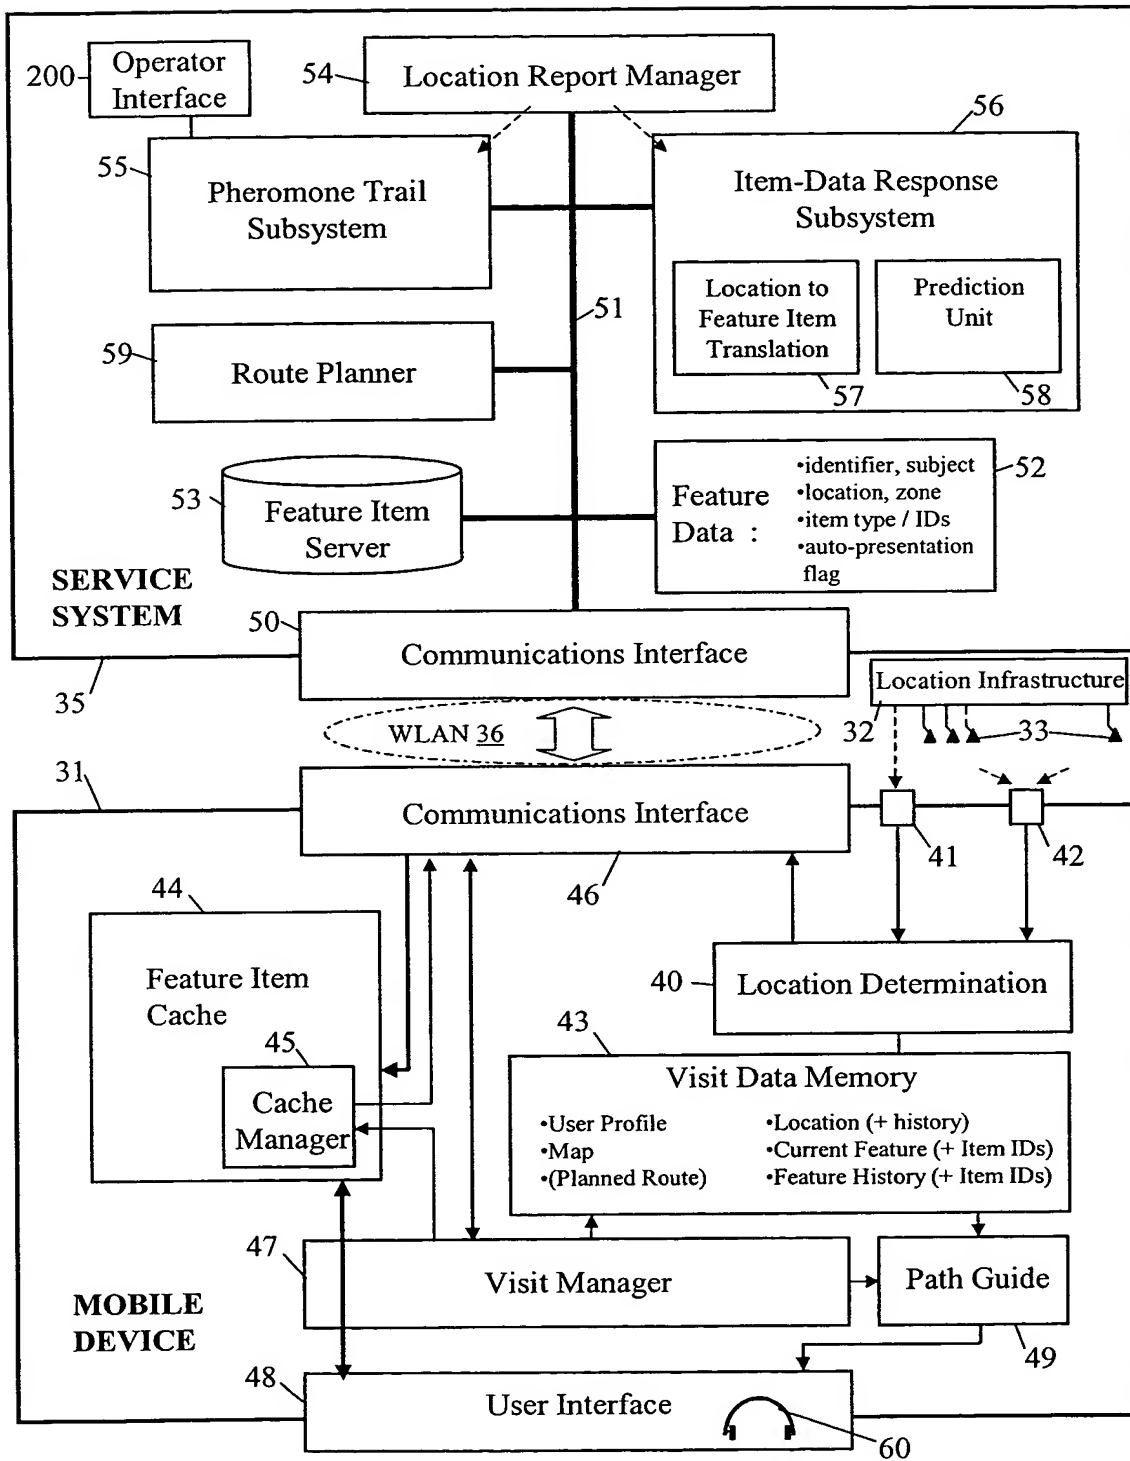 200
Operator
Interface
54
Location Report Manager
56
55
Pheromone Trail
Subsystem
Item-Data Response
Subsystem
Location to
Feature Item
Translation
Prediction
Unit
57
58
51
59
Route Planner
53
Feature Item
Server
Feature
Data :
•identifier, subject
•location, zone
•item type / IDs
•auto-presentation
flag
52
SERVICE
SYSTEM
50
Communications Interface
35
Location Infrastructure
32
33
WLAN 36
31
Communications Interface
41
42
46
44
Feature Item
Cache
45
Cache
Manager
40
Location Determination
43
Visit Data Memory
•User Profile
•Map
•(Planned Route)
•Location (+ history)
•Current Feature (+ Item IDs)
•Feature History (+ Item IDs)
47
Visit Manager
Path Guide
49
MOBILE
DEVICE
48
User Interface
60